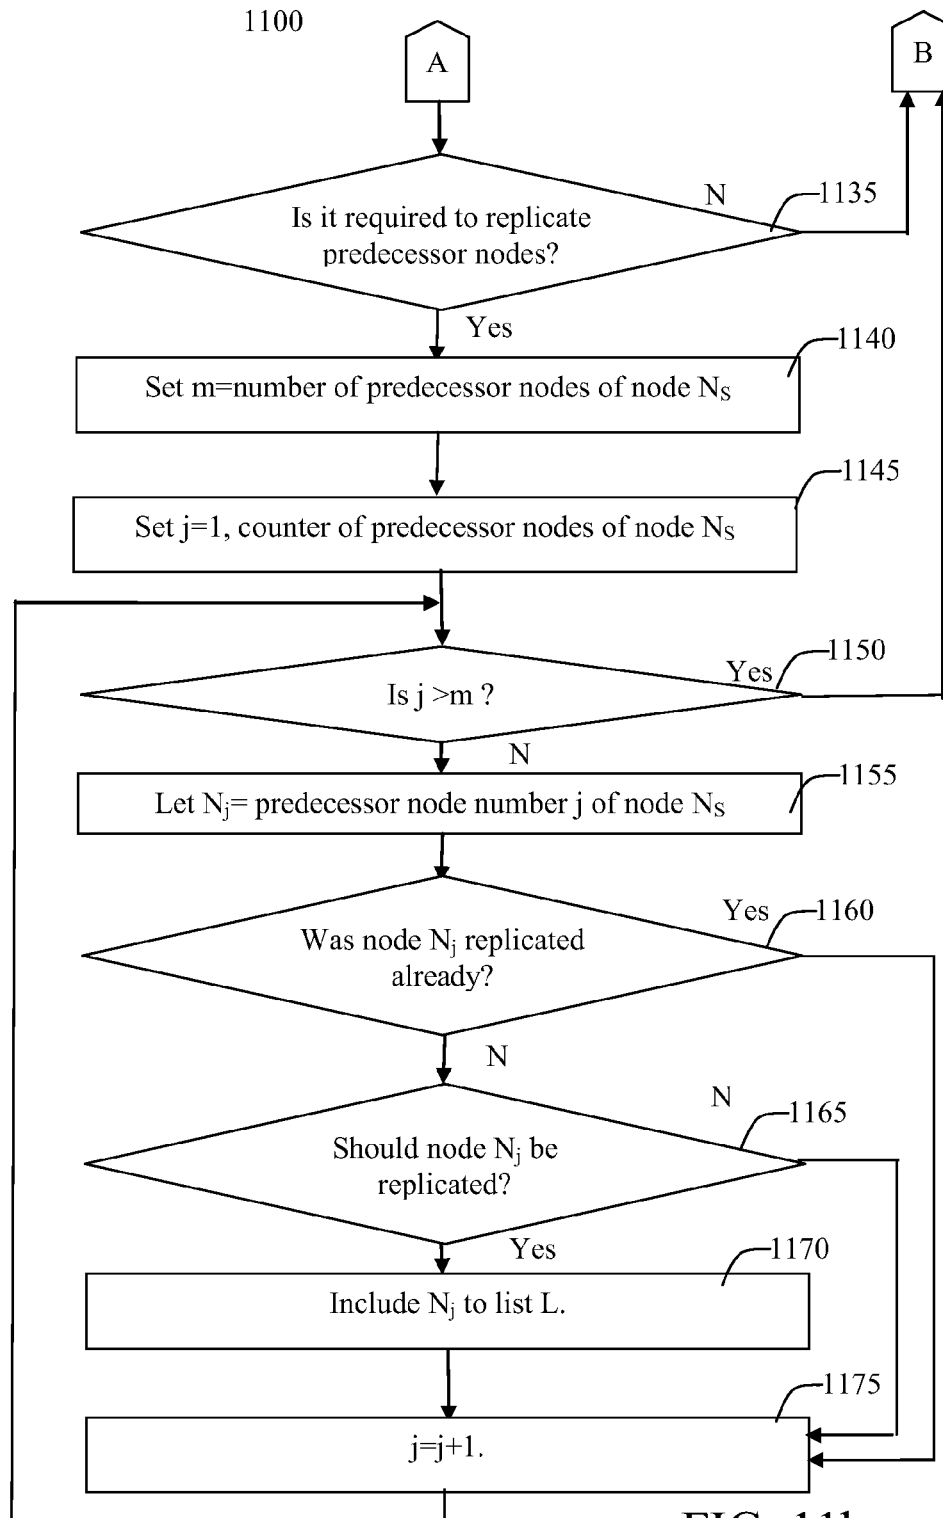 1100
A
B
N
1135
Is it required to replicate
predecessor nodes?
Yes
1140
Set m=number of predecessor nodes of node NS
1145
Set j=1, counter of predecessor nodes of node NS
1150
Yes
Is j >m ?
N
1155
Let Nj= predecessor node number j of node NS
Yes
1160
Was node Nj replicated
already?
N
N
1165
Should node Nj be
replicated?
Yes
1170
Include Nj to list L.
1175
j=j+1.
FIG. 11b